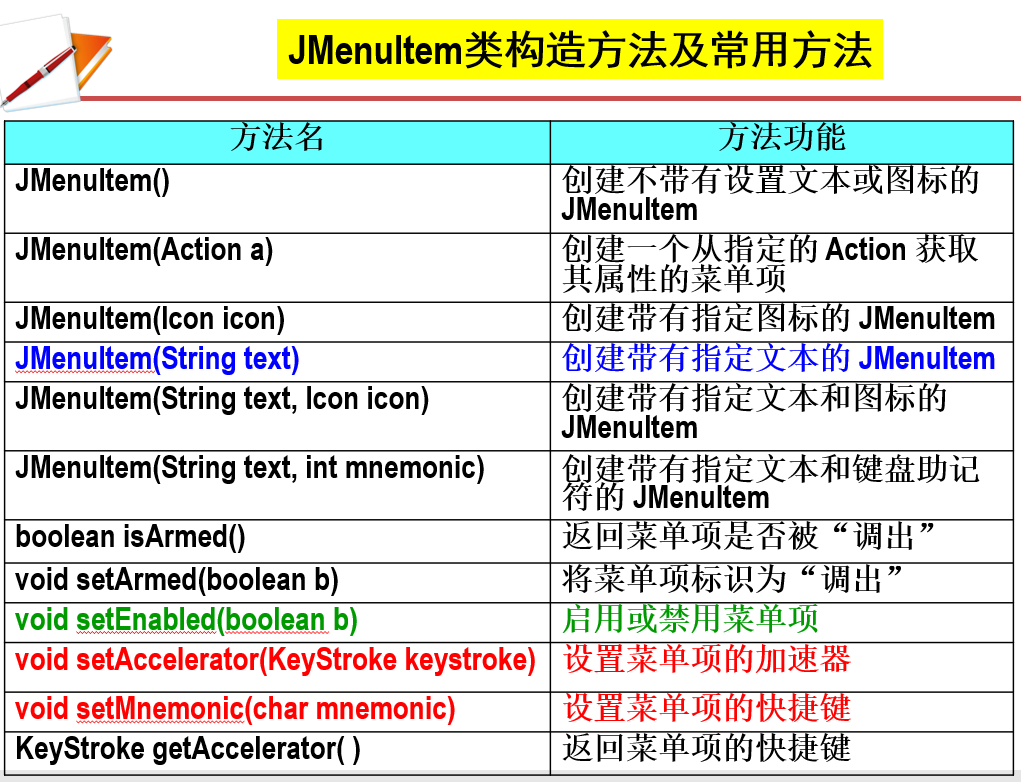 JMenuItem类构造方法及常用方法
方法名
方法功能
JMenuItem()
创建不带有设置文本或图标的
JMenuItem
JMenuItem(Action a)
创建一个从指定的 Action 获取
其属性的菜单项
JMenuItem(Icon icon)
创建带有指定图标的 JMenuItem
JMenuItem(String text)
创建带有指定文本的 JMenuItem
JMenuItem(String text, Icon icon)
创建带有指定文本和图标的
JMenuItem
JMenuItem(String text, int mnemonic)
创建带有指定文本和键盘助记
符的 JMenuItem
boolean isArmed()
返回菜单项是否被“调出”
void setArmed(boolean b)
将菜单项标识为“调出”
void setEnabled(boolean b)
启用或禁用菜单项
void setAccelerator(KeyStroke keystroke)
设置菜单项的加速器
void setMnemonic(char mnemonic)
设置菜单项的快捷键
KeyStroke getAccelerator( )
返回菜单项的快捷键